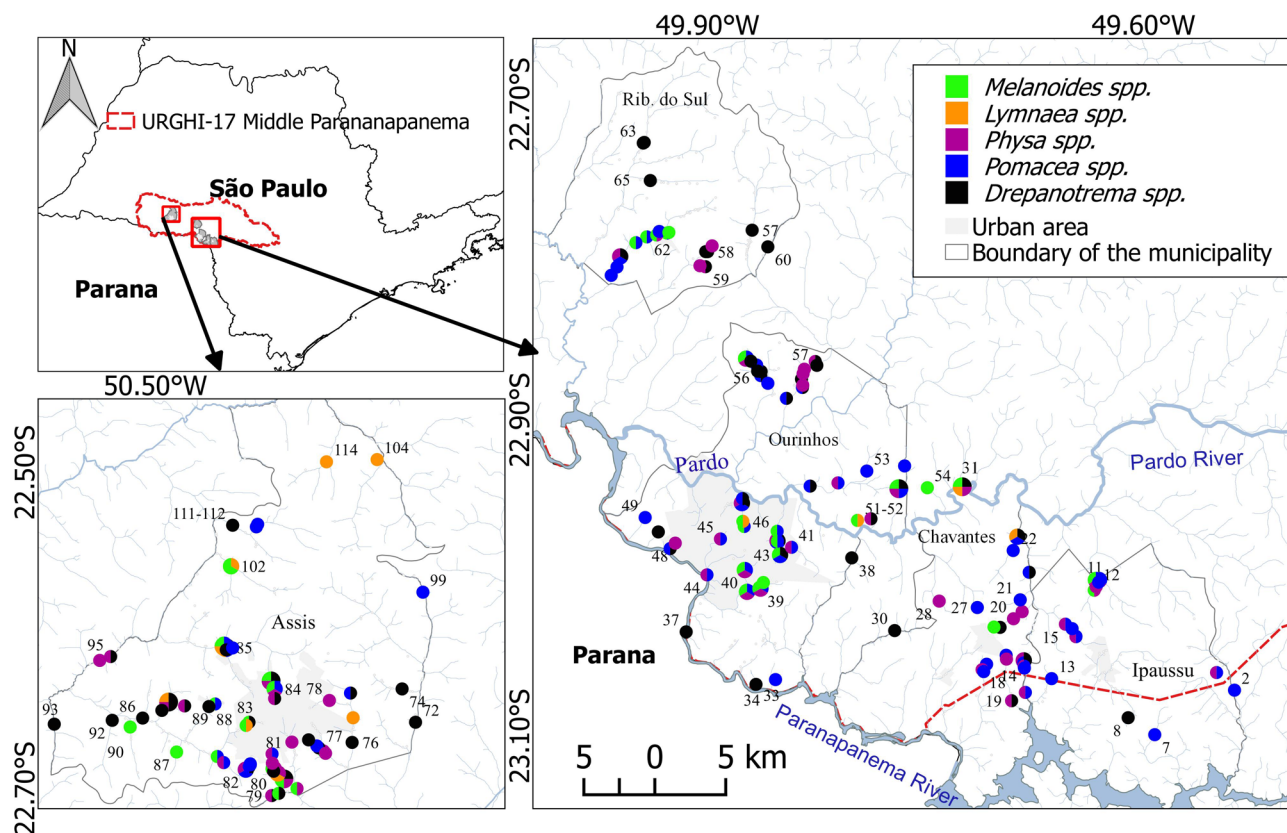 N
URGHI-17 Middle Parananapanema
São Paulo
Parana
50.50°W
22.50°S
22.70°S
114
104
111-112
102
99
Assis
95
85
84
78
74
93
86
89
88
83
72
92
90
87
81
77
76
82
80
79
49.90°W
49.60°W
22.70°S
22.90°S
23.10°S
Melanoides spp.
Lymnaea spp.
Physa spp.
Pomacea spp.
Drepanotrema spp.
Urban area
Boundary of the municipality
Rib. do Sul
63
65
57
62
58
60
59
57
56
Ourinhos
Pardo
53
54
31
Pardo River
49
46
51-52
45
41
48
43
Chavantes
22
38
11
12
44
40
39
21
28
27
20
37
30
15
Parana
14
13
Ipaussu
18
2
34
33
19
8
7
Paranapanema River
5
0
5 km